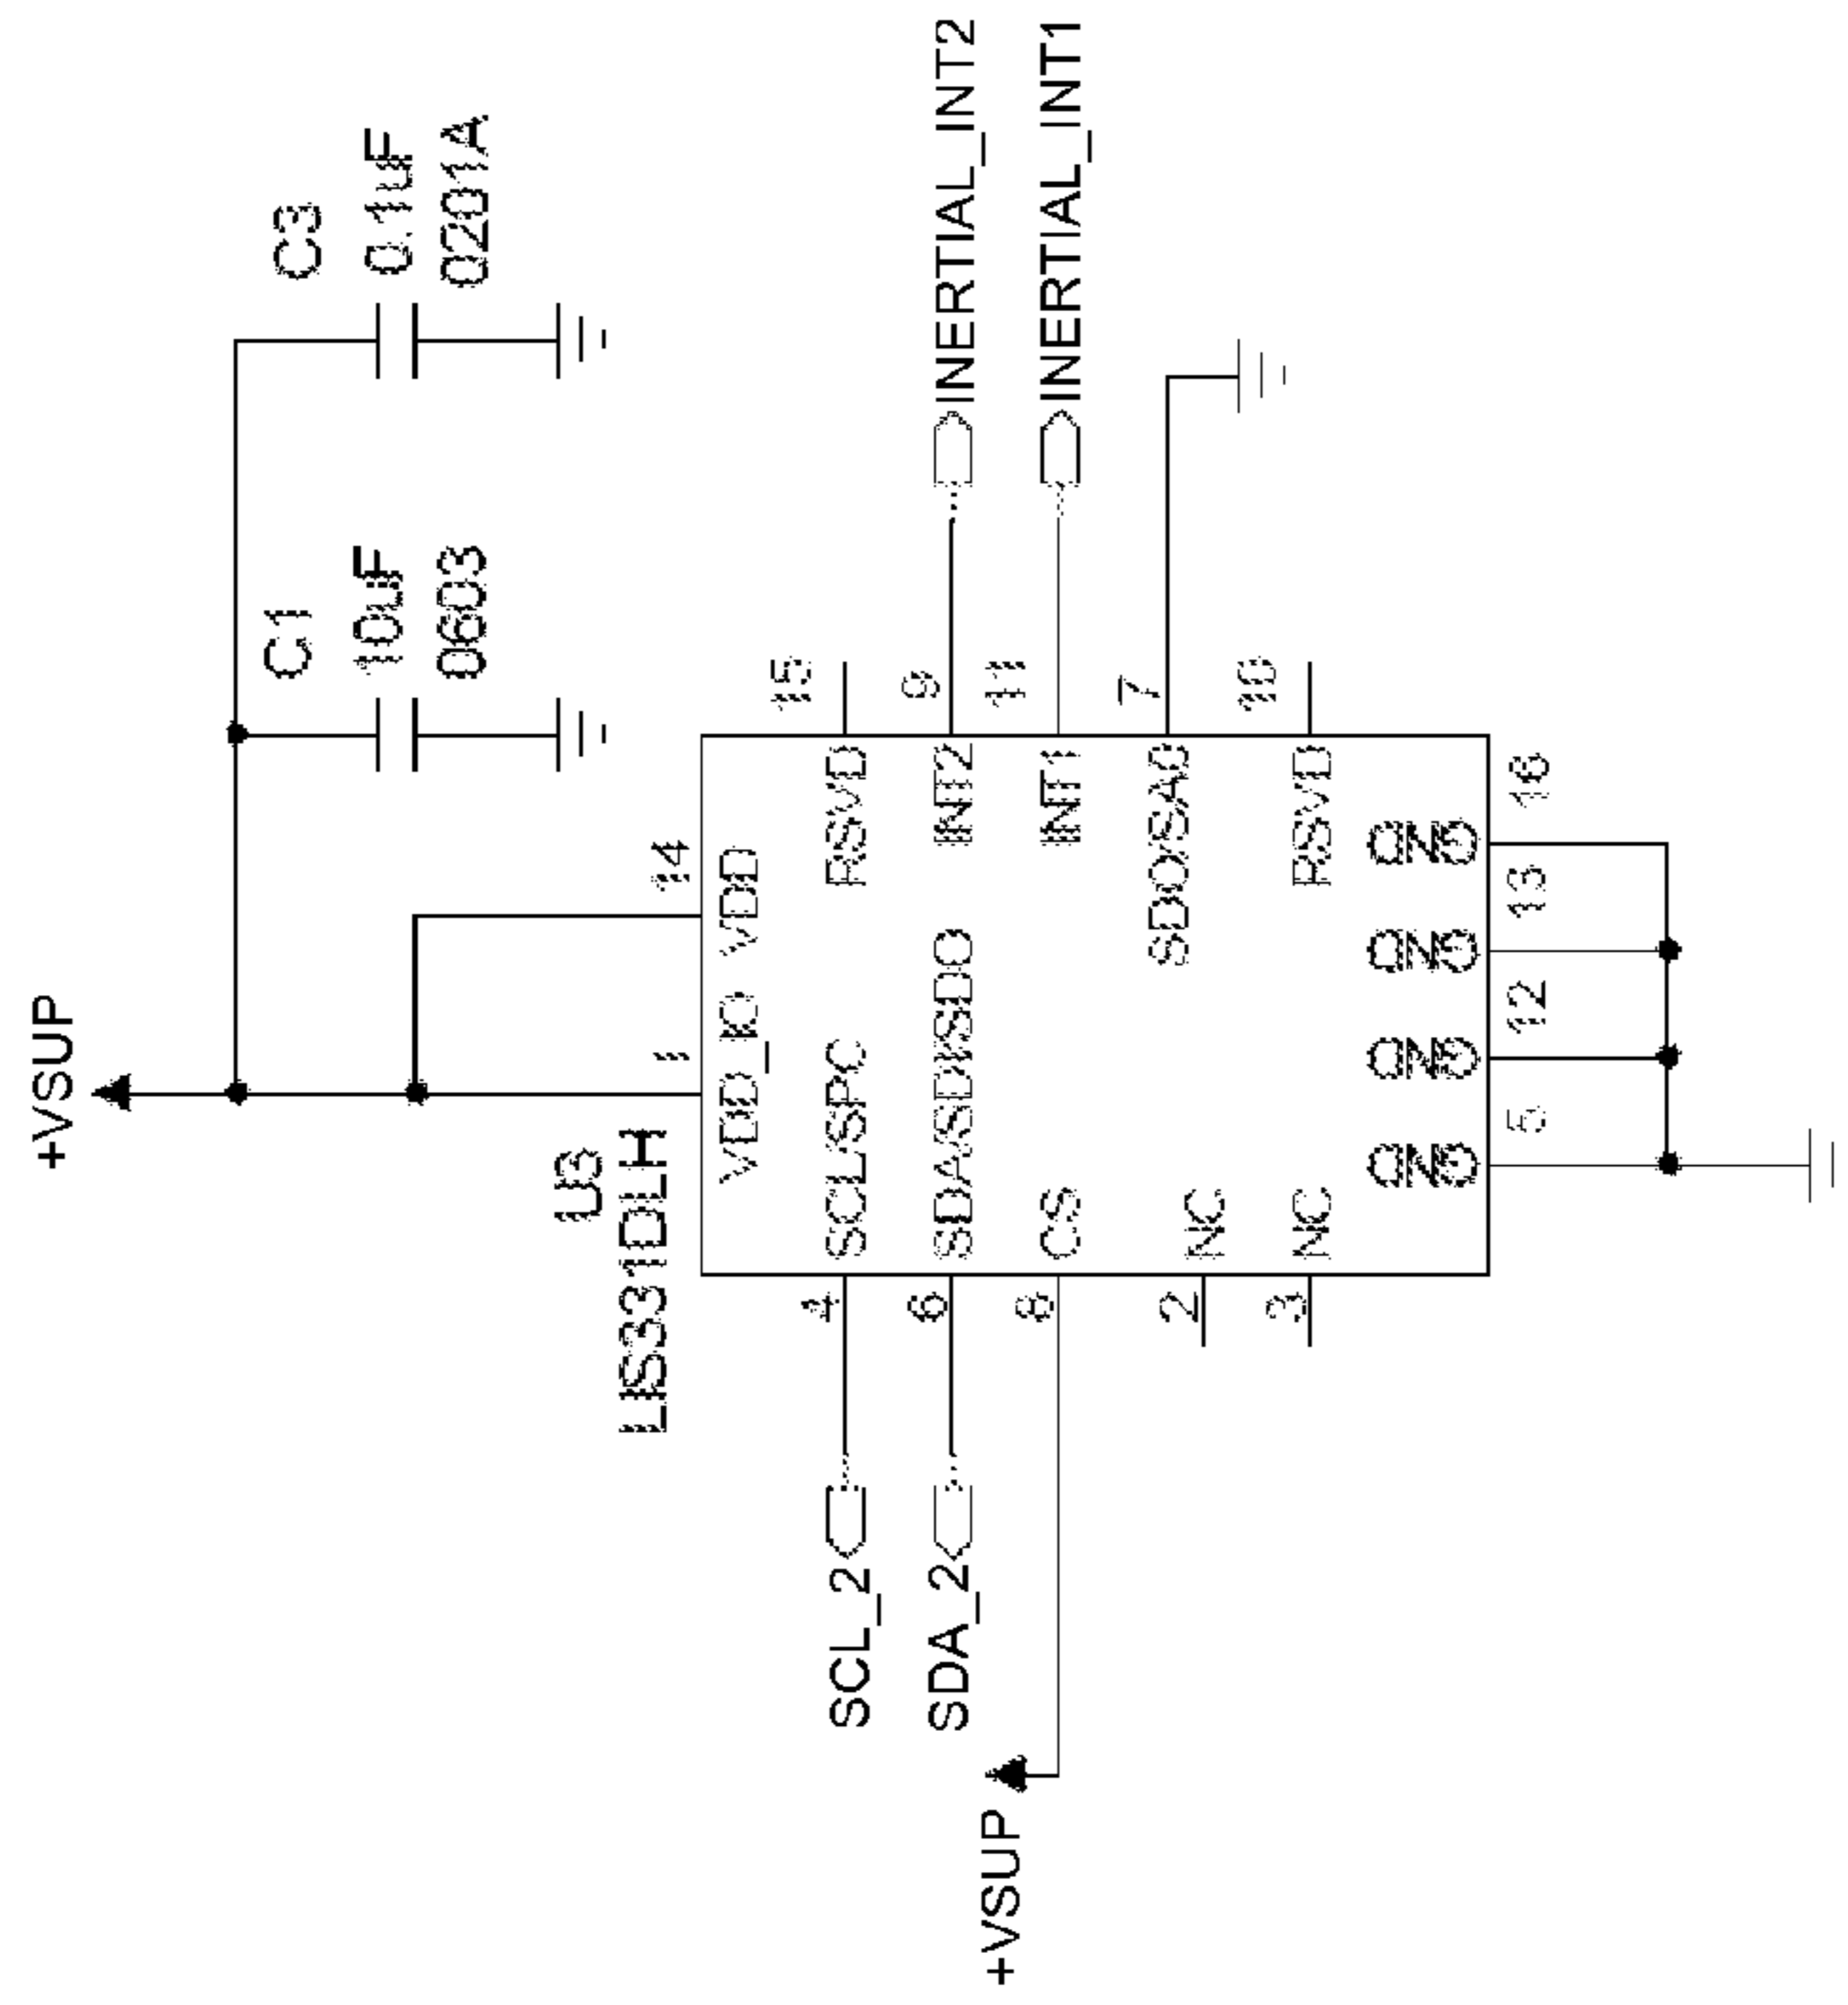 +VSUP
C1
10uF
0603
C3
0.1uF
0201A
U3
LIS331DLH
1
14
VDD_IO
VDD
SCL_2
4
SCL/SPC
RSVD
15
SDA_2
6
SDA/SDI/SDO
INT2
9
INERTIAL_INT2
+VSUP
8
CS
INT1
11
INERTIAL_INT1
SDO/SA0
7
2
NC
3
NC
RSVD
10
GND
GND
GND
GND
5
12
13
16